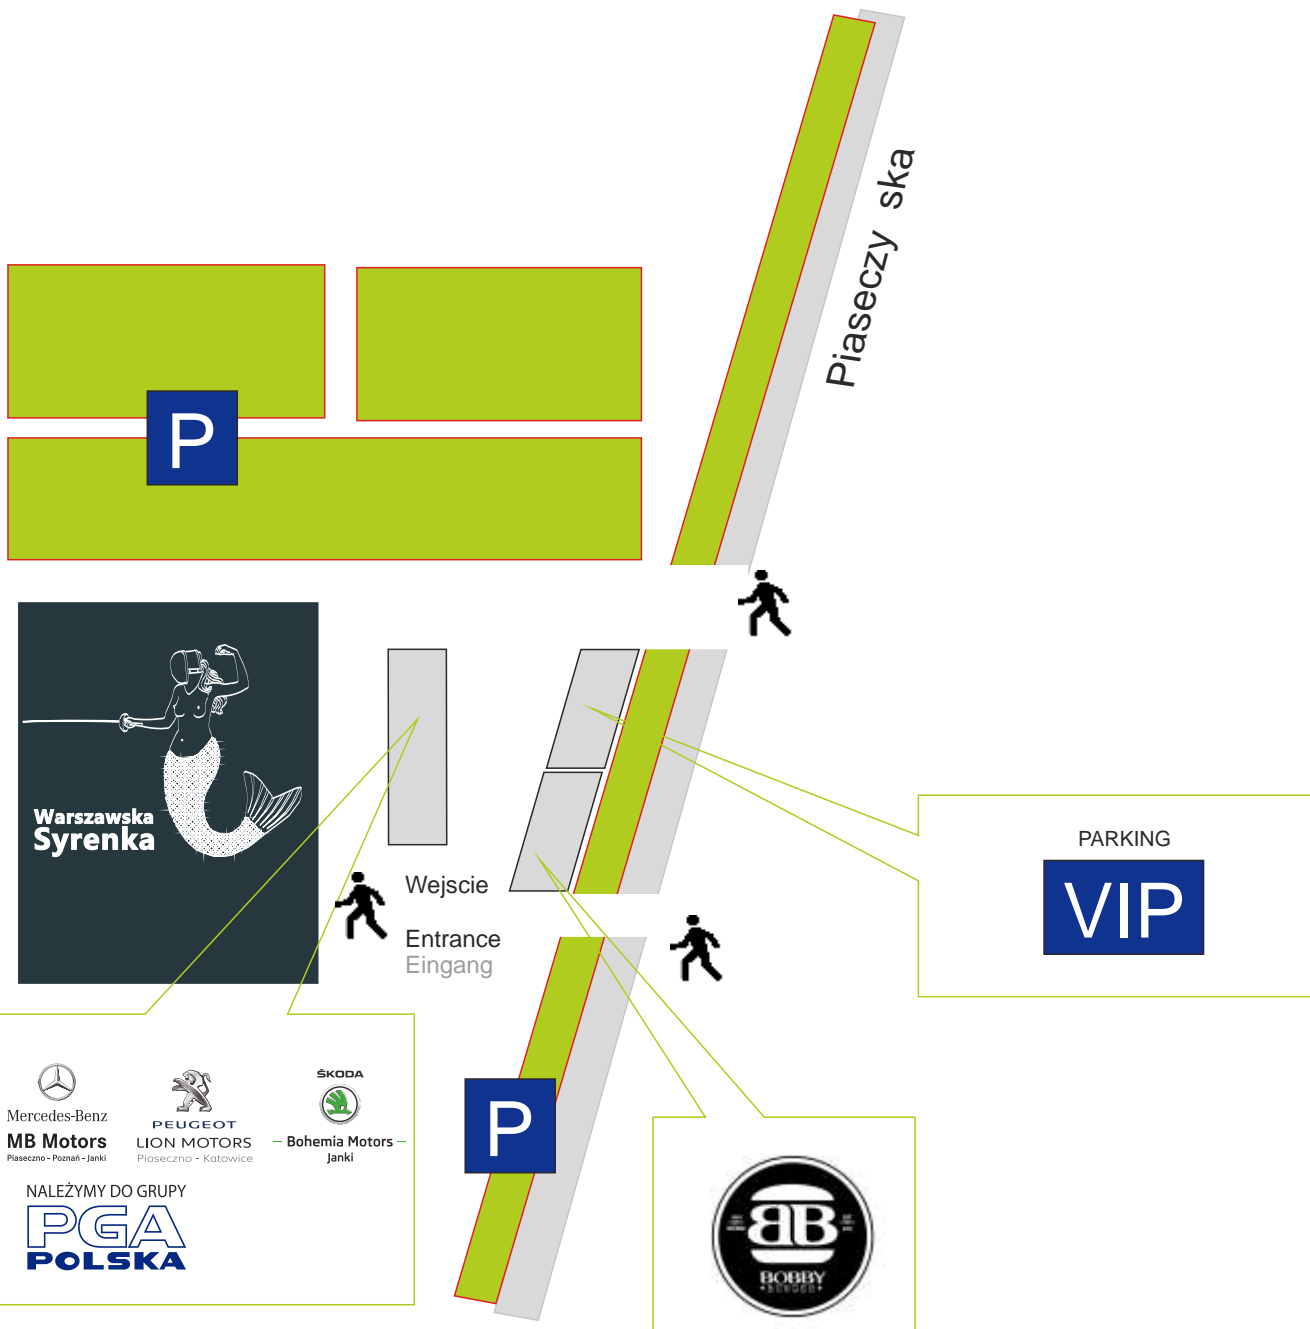 Piaseczy ska
P
Warszawska
Syrenka
Wejscie
Entrance
Eingang
PARKING
VIP
Mercedes-Benz
MB Motors
Piaseczno - Poznań - Janki
PEUGEOT
LION MOTORS
Piaseczno - Katowice
ŠKODA
Bohemia Motors
Janki
NALEŻYMY DO GRUPY
PGA
POLSKA
P
BB
BOBBY
BURGER